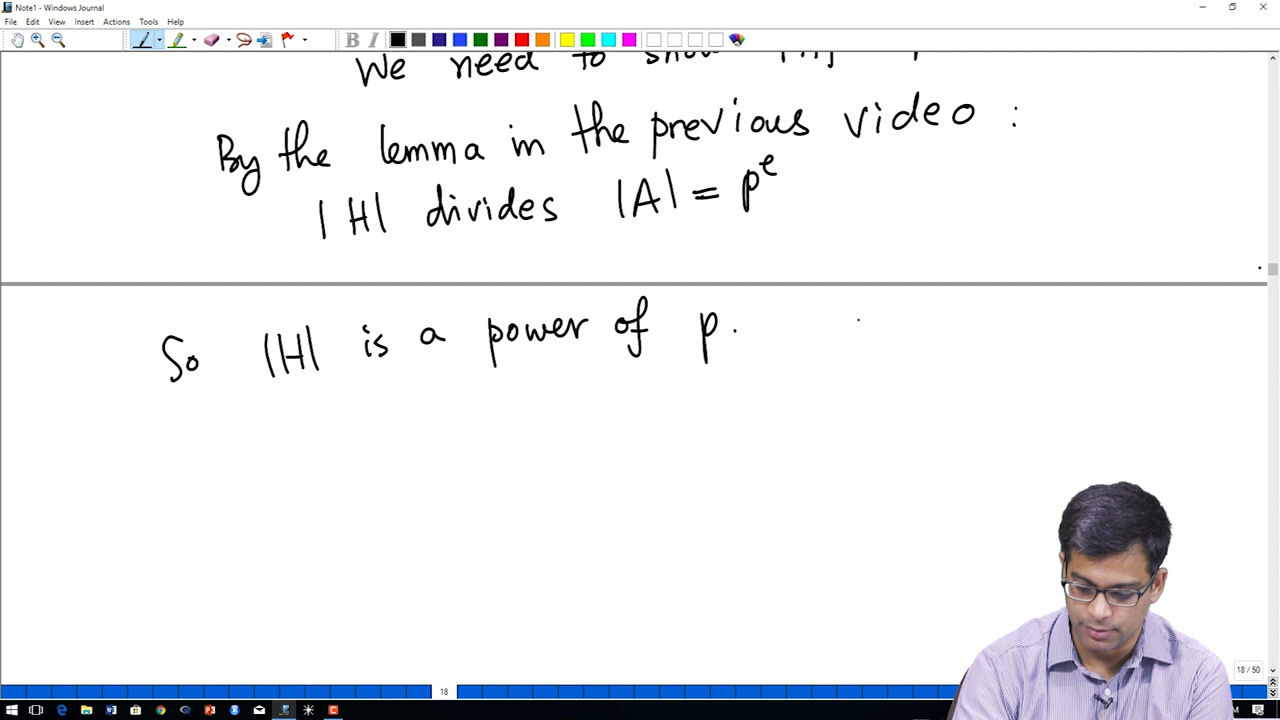 Note1 - Windows Journal
File Edit View Insert Actions Tools Help
We need to show
By the lemma in the previous video :
|H| divides |A| = p^e
So |H| is a power of p.
18 / 50
18